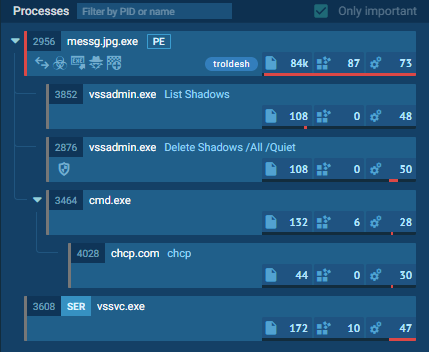 Processes Filter by PID or name Only important
2956 messg.jpg.exe PE
troldesh 84k 87 73
3852 vssadmin.exe List Shadows
108 0 48
2876 vssadmin.exe Delete Shadows /All /Quiet
108 0 50
3464 cmd.exe
132 6 28
4028 chcp.com chcp
44 0 30
3608 SER vssvc.exe
172 10 47